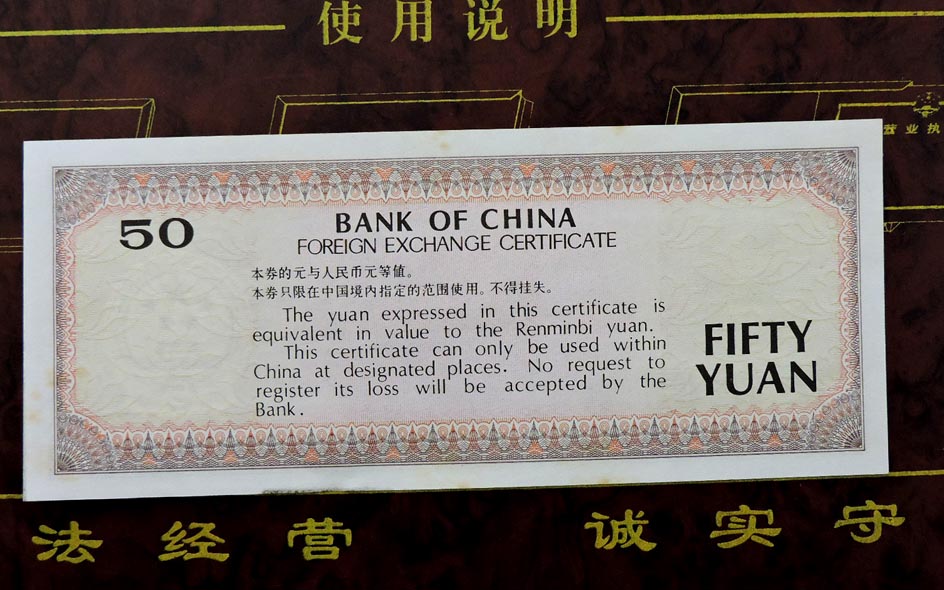 使用说明
营业执
50
BANK OF CHINA
FOREIGN EXCHANGE CERTIFICATE
本券的元与人民币元等值。
本券只限在中国境内指定的范围使用。不得挂失。
The yuan expressed in this certificate is
equivalent in value to the Renminbi yuan.
This certificate can only be used within
China at designated places. No request to
register its loss will be accepted by the
Bank.
FIFTY
YUAN
法经营 诚实守